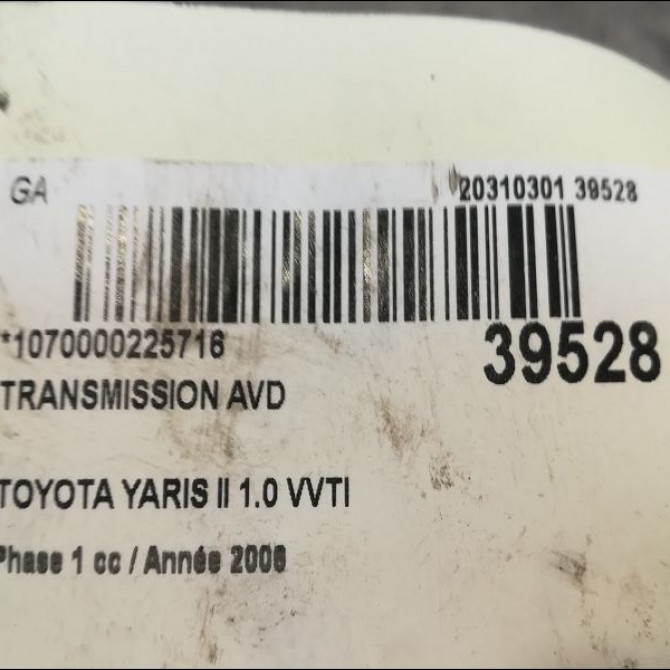 GA
20310301 39528
*1070000225716
39528
TRANSMISSION AVD
TOYOTA YARIS II 1.0 VVTI
Phase 1 cc / Année 2006